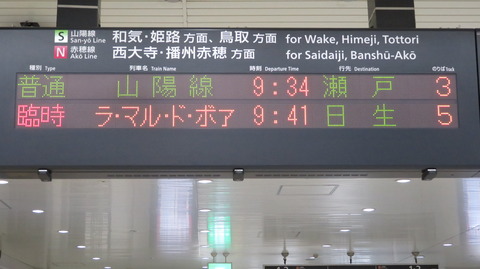 S 山陽線 San-yō Line 和気・姫路 方面、鳥取 方面 for Wake, Himeji, Tottori
N 赤穂線 Akō Line 西大寺・播州赤穂 方面 for Saidaiji, Banshū-Akō
種別 Type 列車名 Train Name 時刻 Departure Time 行先 Destination のりば Track
普通 山陽線 9:34 瀬戸 3
臨時 ラ・マル・ド・ボァ 9:41 日生 5